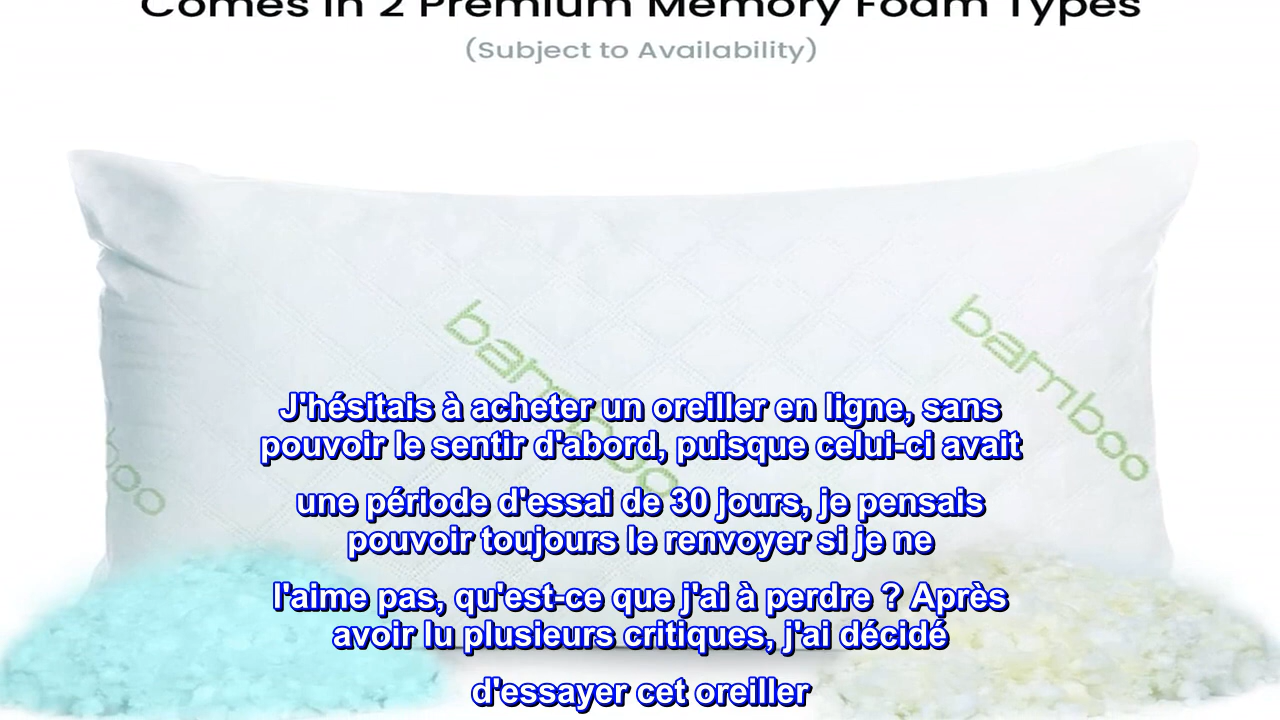 Comes in 2 Premium Memory Foam Types
(Subject to Availability)
bamboo
bamboo
boo
J'hésitais à acheter un oreiller en ligne, sans
pouvoir le sentir d'abord, puisque celui-ci avait
une période d'essai de 30 jours, je pensais
pouvoir toujours le renvoyer si je ne
l'aime pas, qu'est-ce que j'ai à perdre ? Après
avoir lu plusieurs critiques, j'ai décidé
d'essayer cet oreiller